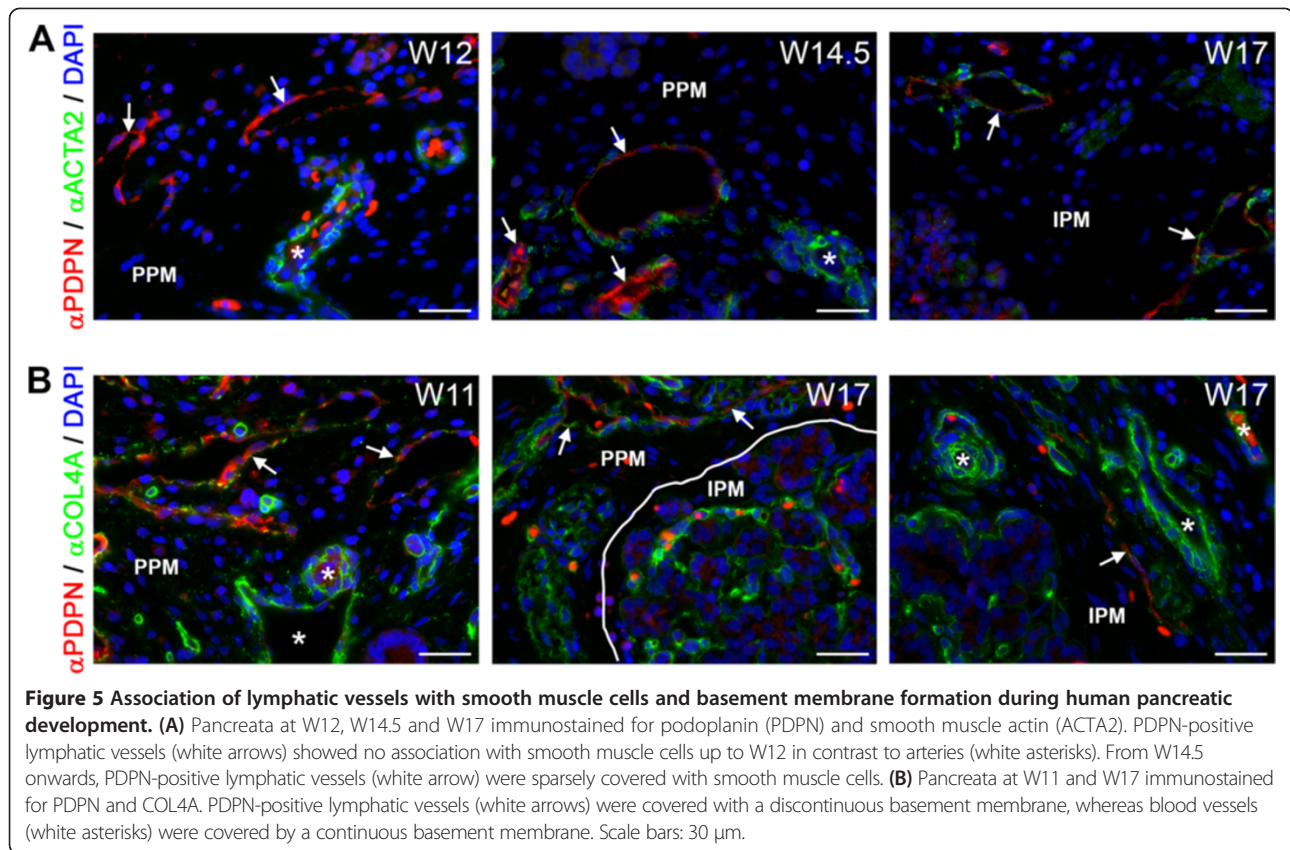 A
αPDPN / αACTA2 / DAPI
W12
PPM
*
W14.5
PPM
*
W17
IPM
B
αPDPN / αCOL4A / DAPI
W11
PPM
*
*
W17
PPM
IPM
W17
*
*
*
IPM
Figure 5 Association of lymphatic vessels with smooth muscle cells and basement membrane formation during human pancreatic
development. (A) Pancreata at W12, W14.5 and W17 immunostained for podoplanin (PDPN) and smooth muscle actin (ACTA2). PDPN-positive
lymphatic vessels (white arrows) showed no association with smooth muscle cells up to W12 in contrast to arteries (white asterisks). From W14.5
onwards, PDPN-positive lymphatic vessels (white arrow) were sparsely covered with smooth muscle cells. (B) Pancreata at W11 and W17 immunostained
for PDPN and COL4A. PDPN-positive lymphatic vessels (white arrows) were covered with a discontinuous basement membrane, whereas blood vessels
(white asterisks) were covered by a continuous basement membrane. Scale bars: 30 μm.